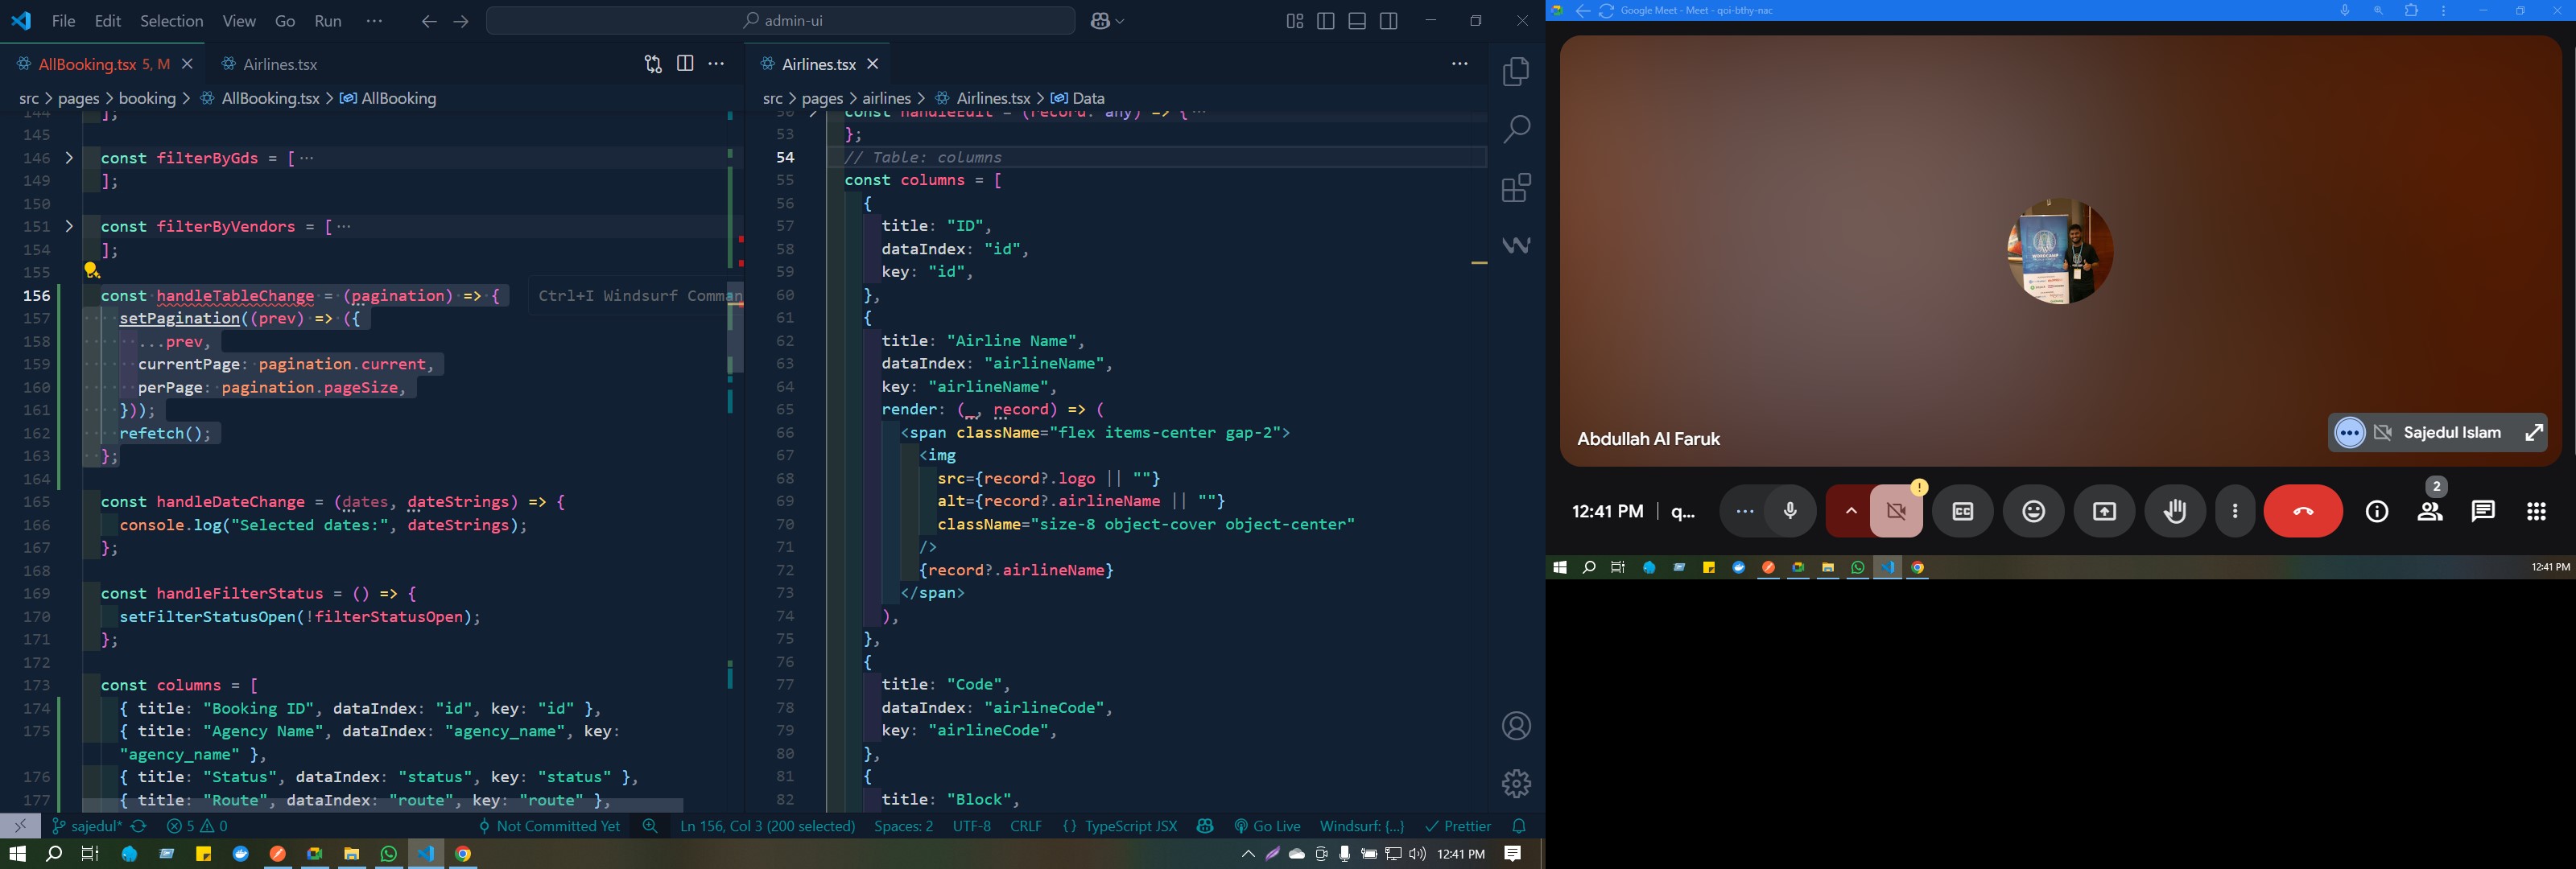 File Edit Selection View Go Run ··· admin-ui
AllBooking.tsx 5, M Airlines.tsx
src > pages > booking > AllBooking.tsx > AllBooking
144 ];
145
146 const filterByGds = [ ···
149 ];
150
151 const filterByVendors = [ ···
154 ];
155
156 const handleTableChange = (pagination) => { Ctrl+I Windsurf Comman
157 setPagination((prev) => ({
158 ...prev,
159 currentPage: pagination.current,
160 perPage: pagination.pageSize,
161 }));
162 refetch();
163 };
164
165 const handleDateChange = (dates, dateStrings) => {
166 console.log("Selected dates:", dateStrings);
167 };
168
169 const handleFilterStatus = () => {
170 setFilterStatusOpen(!filterStatusOpen);
171 };
172
173 const columns = [
174 { title: "Booking ID", dataIndex: "id", key: "id" },
175 { title: "Agency Name", dataIndex: "agency_name", key:
"agency_name" },
176 { title: "Status", dataIndex: "status", key: "status" },
177 { title: "Route", dataIndex: "route", key: "route" },
Airlines.tsx
src > pages > airlines > Airlines.tsx > Data
50 const handleEdit = (record: any) => { ···
53 };
54 // Table: columns
55 const columns = [
56 {
57 title: "ID",
58 dataIndex: "id",
59 key: "id",
60 },
61 {
62 title: "Airline Name",
63 dataIndex: "airlineName",
64 key: "airlineName",
65 render: (_, record) => (
66 <span className="flex items-center gap-2">
67 <img
68 src={record?.logo || ""}
69 alt={record?.airlineName || ""}
70 className="size-8 object-cover object-center"
71 />
72 {record?.airlineName}
73 </span>
74 ),
75 },
76 {
77 title: "Code",
78 dataIndex: "airlineCode",
79 key: "airlineCode",
80 },
81 {
82 title: "Block",
sajedul* 5 0 Not Committed Yet Ln 156, Col 3 (200 selected) Spaces: 2 UTF-8 CRLF {} TypeScript JSX Go Live Windsurf: {...} Prettier
12:41 PM
Google Meet - Meet - qoi-bthy-nac
Abdullah Al Faruk
Sajedul Islam
12:41 PM | q... 2
12:41 PM